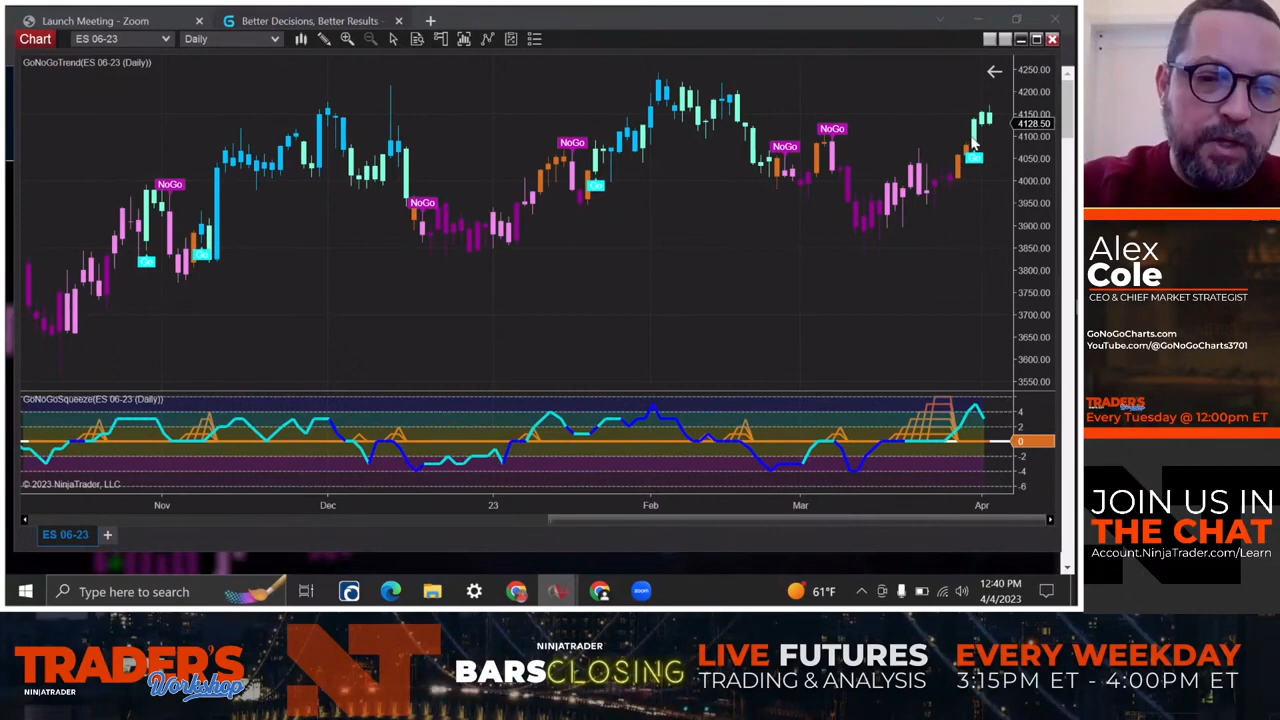 Launch Meeting - Zoom
Better Decisions, Better Results -
Chart
ES 06-23
Daily
GoNoGoTrend(ES 06-23 (Daily))
NoGo
Go
Go
NoGo
NoGo
Go
NoGo
NoGo
Go
4250.00
4200.00
4150.00
4128.50
4100.00
4050.00
4000.00
3950.00
3900.00
3850.00
3800.00
3750.00
3700.00
3650.00
3600.00
3550.00
GoNoGoSqueeze(ES 06-23 (Daily))
4
2
0
-2
-4
-6
© 2023 NinjaTrader, LLC
Nov
Dec
23
Feb
Mar
Apr
ES 06-23
Type here to search
zoom
61°F
12:40 PM
4/4/2023
Alex
Cole
CEO & CHIEF MARKET STRATEGIST
GoNoGoCharts.com
YouTube.com/@GoNoGoCharts3701
TRADER'S
Workshop
Every Tuesday @ 12:00pm ET
JOIN US IN
THE CHAT
Account.NinjaTrader.com/Learn
TRADER'S
NINJATRADER Workshop
NINJATRADER
BARSCLOSING
LIVE FUTURES
TRADING & ANALYSIS
EVERY WEEKDAY
3:15PM ET - 4:00PM ET